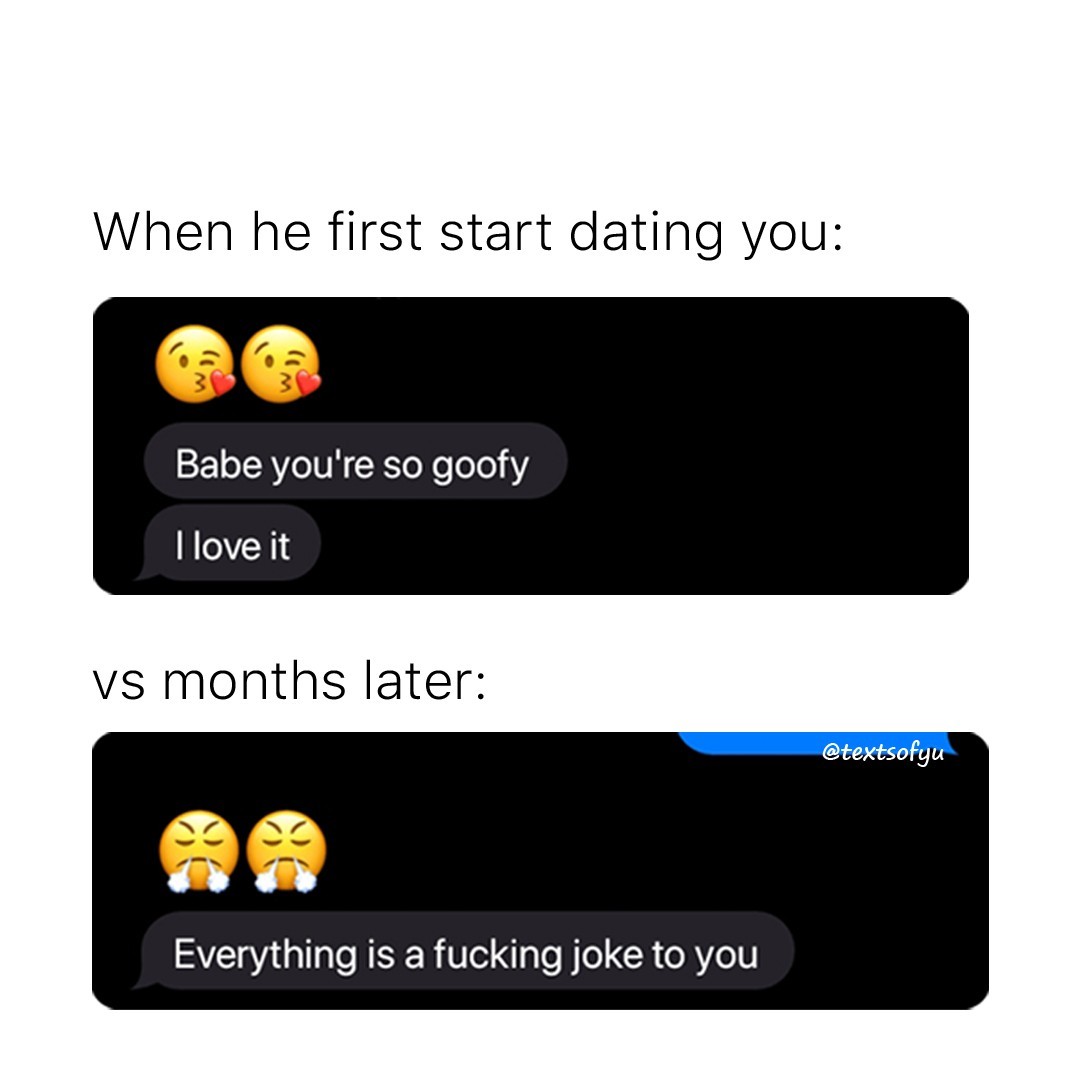 When he first start dating you:
😘😘
Babe you're so goofy
I love it
vs months later:
@textsofyu
😤😤
Everything is a fucking joke to you